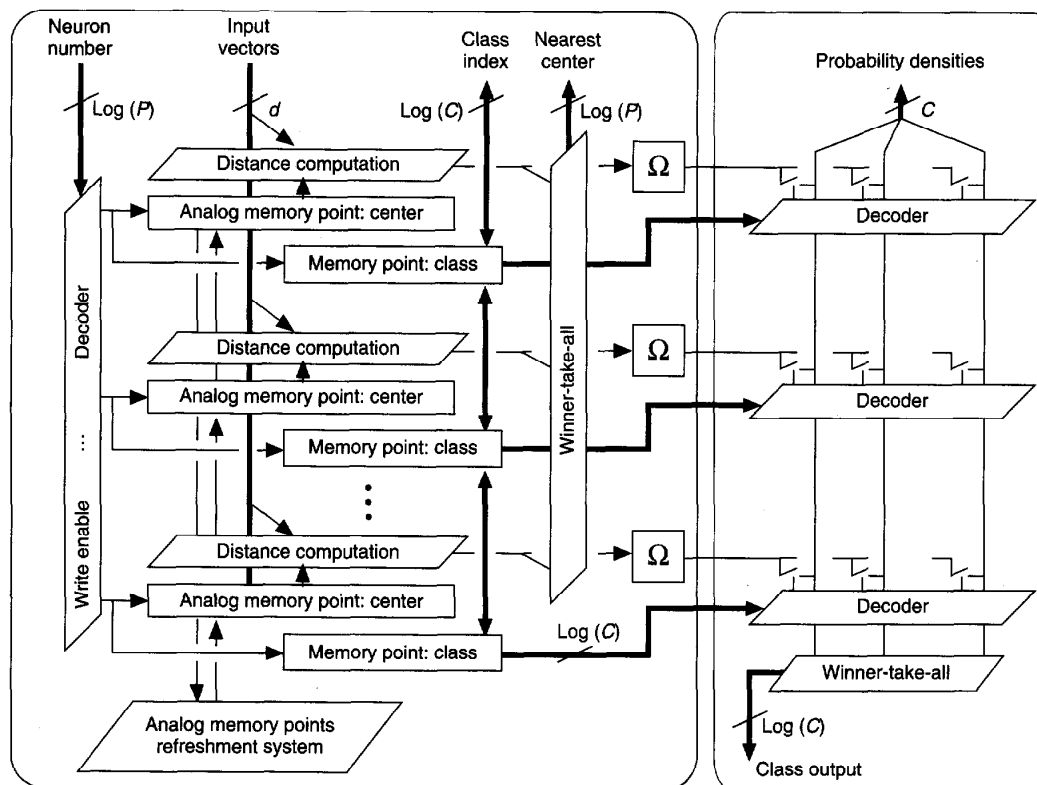 Neuron
number
Input
vectors
Class
index
Nearest
center
Probability densities
Log (P)
d
Log (C)
Log (P)
C
Distance computation
Ω
Analog memory point: center
Decoder
Memory point: class
Distance computation
Ω
Analog memory point: center
Decoder
Memory point: class
Decoder
...
Write enable
Winner-take-all
Distance computation
Ω
Analog memory point: center
Decoder
Memory point: class
Log (C)
Winner-take-all
Analog memory points
refreshment system
Log (C)
Class output